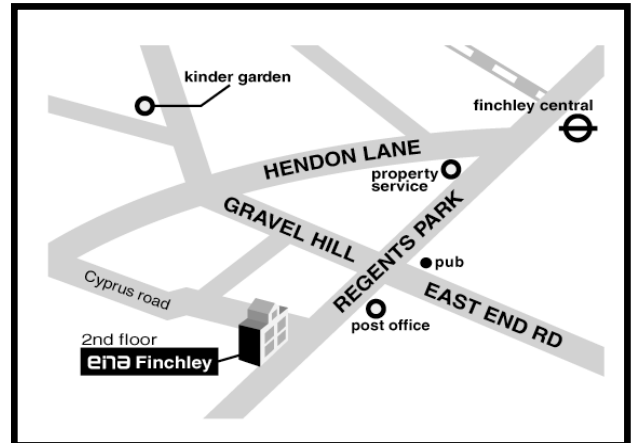 kinder garden
finchley central
HENDON LANE
property
service
GRAVEL HILL
REGENTS PARK
pub
Cyprus road
EAST END RD
post office
2nd floor
ena Finchley